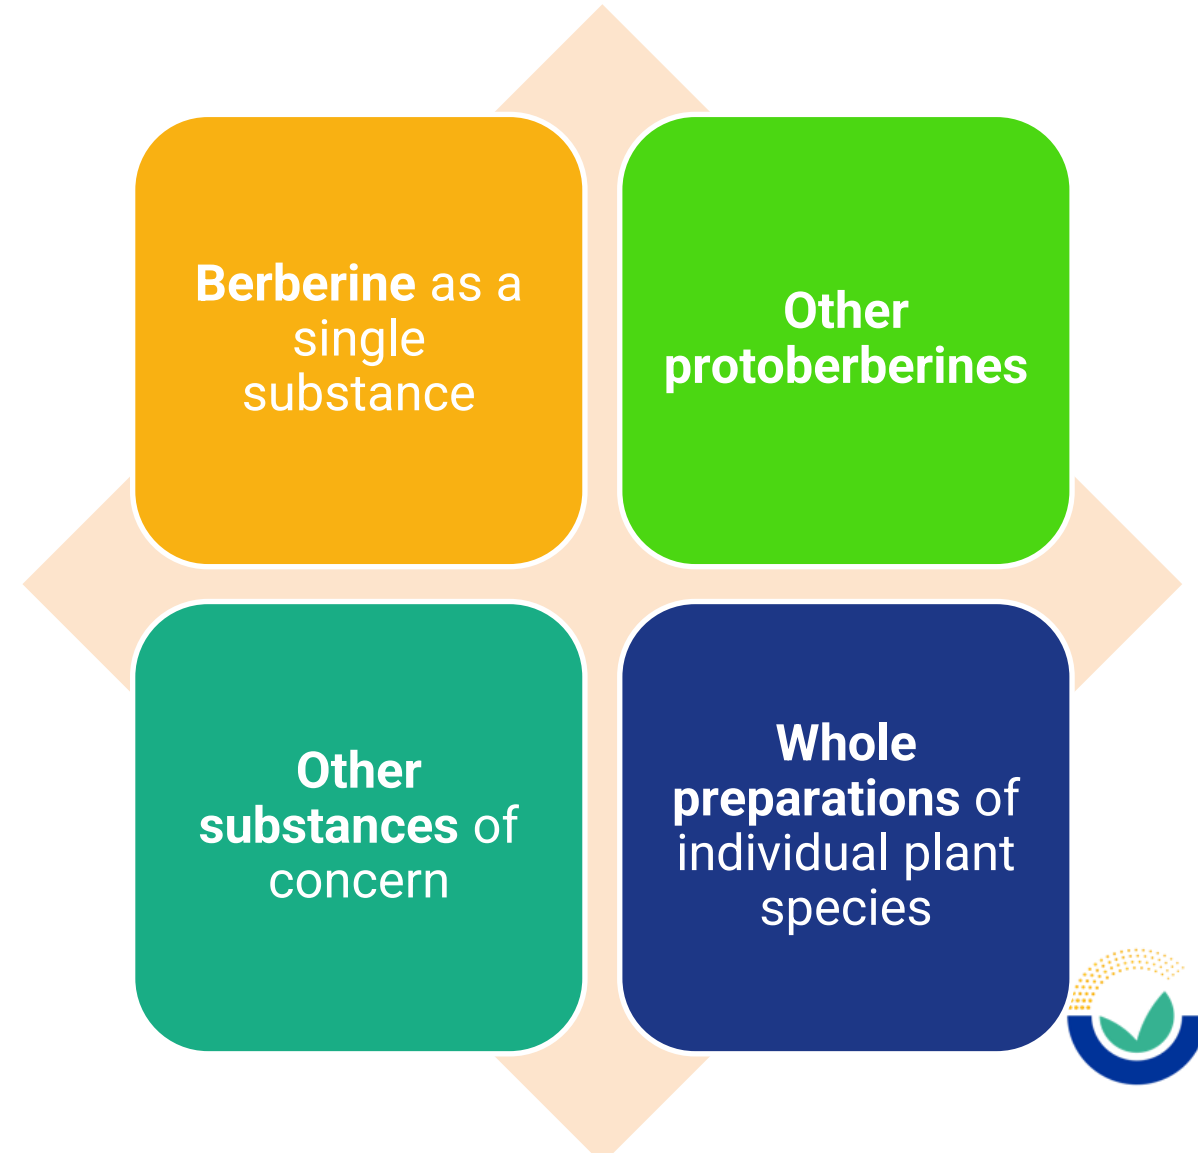 Berberine as a
single
substance
Other
protoberberines
Other
substances of
concern
Whole
preparations of
individual plant
species